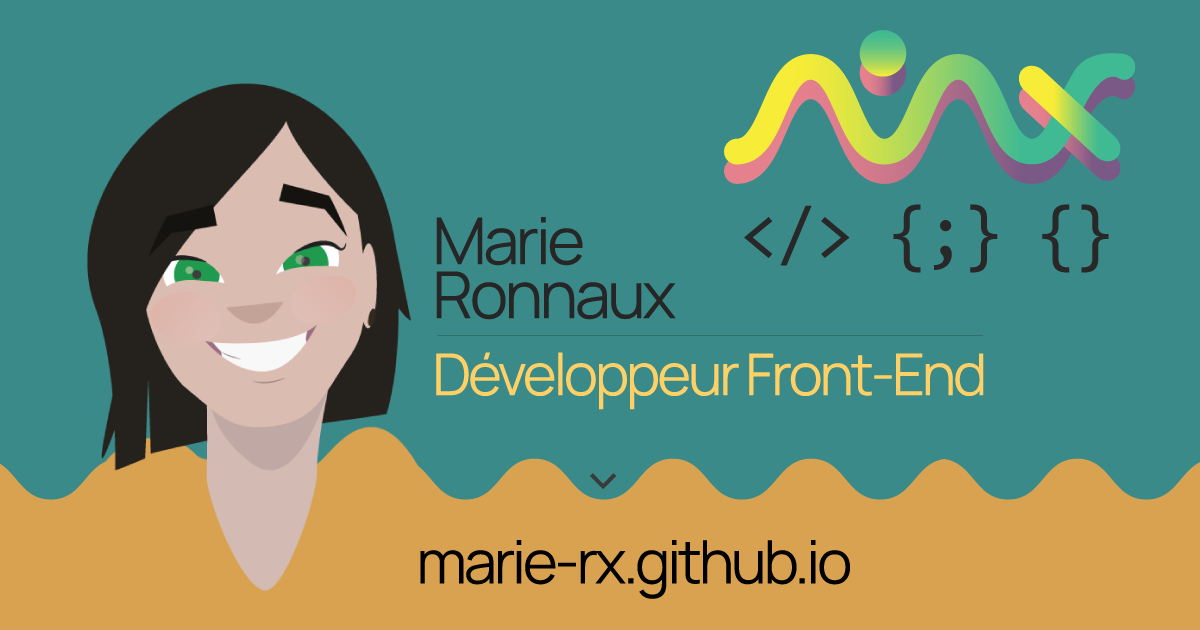 </> {;} {}
Marie
Ronnaux
Développeur Front-End
marie-rx.github.io